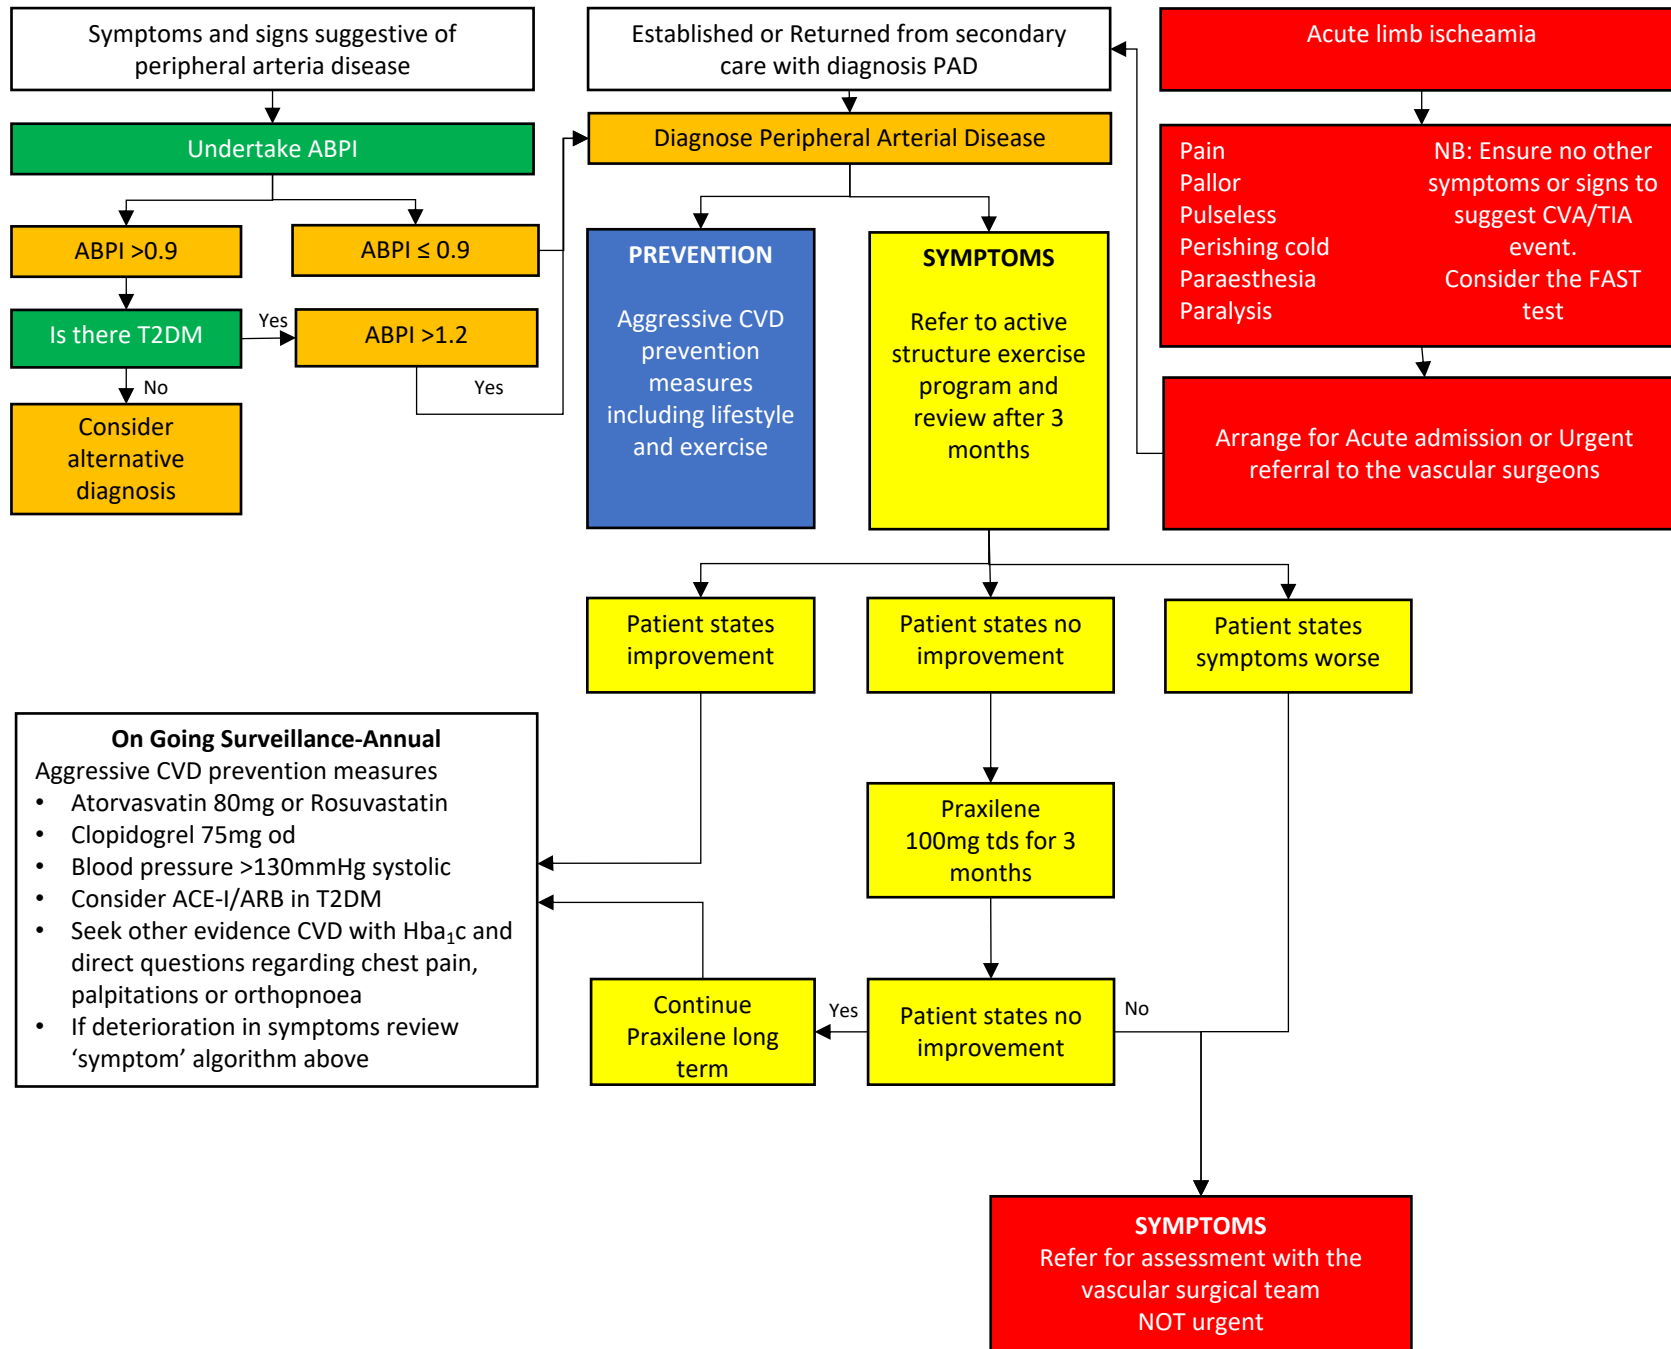 Symptoms and signs suggestive of
peripheral arteria disease
Established or Returned from secondary
care with diagnosis PAD
Acute limb ischeamia
Undertake ABPI
Diagnose Peripheral Arterial Disease
Pain
Pallor
Pulseless
Perishing cold
Paraesthesia
Paralysis
NB: Ensure no other
symptoms or signs to
suggest CVA/TIA
event.
Consider the FAST
test
ABPI >0.9
ABPI ≤ 0.9
Is there T2DM
Yes
ABPI >1.2
Yes
No
Consider
alternative
diagnosis
PREVENTION
Aggressive CVD
prevention
measures
including lifestyle
and exercise
SYMPTOMS
Refer to active
structure exercise
program and
review after 3
months
Arrange for Acute admission or Urgent
referral to the vascular surgeons
Patient states
improvement
Patient states no
improvement
Patient states
symptoms worse
On Going Surveillance-Annual
Aggressive CVD prevention measures
• Atorvasvatin 80mg or Rosuvastatin
• Clopidogrel 75mg od
• Blood pressure >130mmHg systolic
• Consider ACE-I/ARB in T2DM
• Seek other evidence CVD with Hba₁c and
direct questions regarding chest pain,
palpitations or orthopnoea
• If deterioration in symptoms review
‘symptom’ algorithm above
Praxilene
100mg tds for 3
months
Continue
Praxilene long
term
Yes
Patient states no
improvement
No
SYMPTOMS
Refer for assessment with the
vascular surgical team
NOT urgent